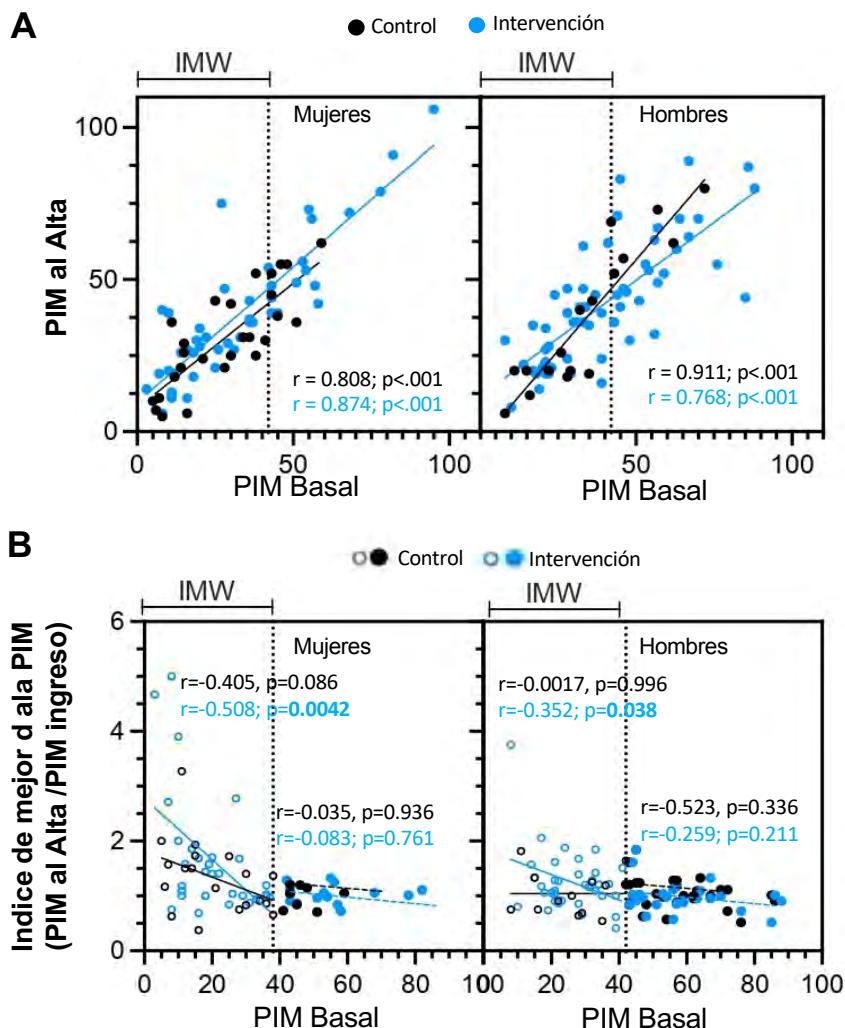 A
Control Intervención
IMW IMW
Mujeres Hombres
PIM al Alta
100
50
0
r = 0.808; p<.001
r = 0.874; p<.001
r = 0.911; p<.001
r = 0.768; p<.001
0 50 100 50 100
PIM Basal PIM Basal
B
Control Intervención
IMW IMW
Mujeres Hombres
Indice de mejor d ala PIM
(PIM al Alta /PIM ingreso)
6
4
2
0
r=-0.405, p=0.086
r=-0.508; p=0.0042
r=-0.035, p=0.936
r=-0.083; p=0.761
r=-0.0017, p=0.996
r=-0.352; p=0.038
r=-0.523, p=0.336
r=-0.259; p=0.211
0 20 40 60 80 100 20 40 60 80 100
PIM Basal PIM Basal